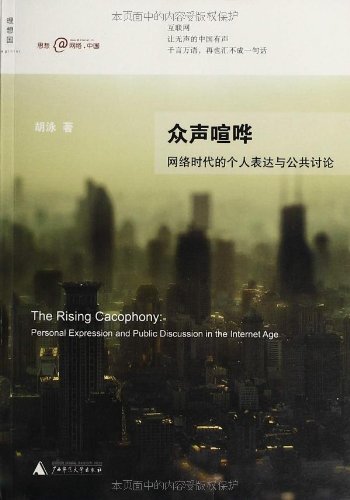 本页面中的内容受版权保护
互联网
让无声的中国有声
千言万语，再也汇不成一句话
理想国
思想@网络.中国
胡泳 著
众声喧哗
网络时代的个人表达与公共讨论
The Rising Cacophony:
Personal Expression and Public Discussion in the Internet Age
广西师范大学出版社
本页面中的内容受版权保护